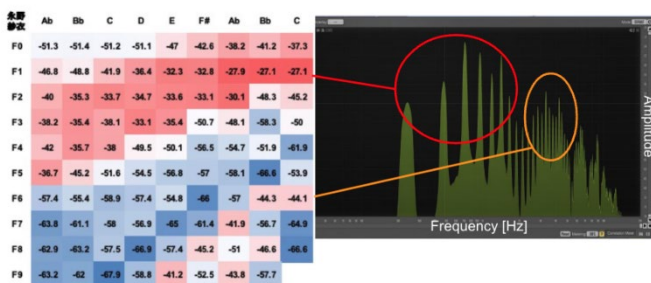 永野
紗衣 Ab Bb C D E F# Ab Bb C
F0 -51.3 -51.4 -51.2 -51.1 -47 -42.6 -38.2 -41.2 -37.3
F1 -46.8 -48.8 -41.9 -36.4 -32.3 -32.8 -27.9 -27.1 -27.1
F2 -40 -35.3 -33.7 -34.7 -33.6 -33.1 -30.1 -48.3 -45.2
F3 -38.2 -35.4 -38.4 -33.1 -35.4 -50.7 -48.1 -58.3 -50
F4 -42 -35.7 -38 -49.5 -50.1 -56.5 -54.7 -51.9 -61.9
F5 -36.7 -45.2 -51.6 -54.5 -56.8 -57 -58.1 -66.6 -53.9
F6 -57.4 -55.4 -58.9 -57.4 -54.8 -66 -57 -44.3 -44.1
F7 -63.8 -61.1 -58 -56.9 -65 -61.4 -41.9 -56.7 -64.9
F8 -62.9 -63.2 -57.5 -66.9 -57.4 -45.2 -51 -46.6 -66.6
F9 -63.2 -62 -67.9 -58.8 -41.2 -52.5 -43.8 -57.7
Amplitude
Frequency [Hz]